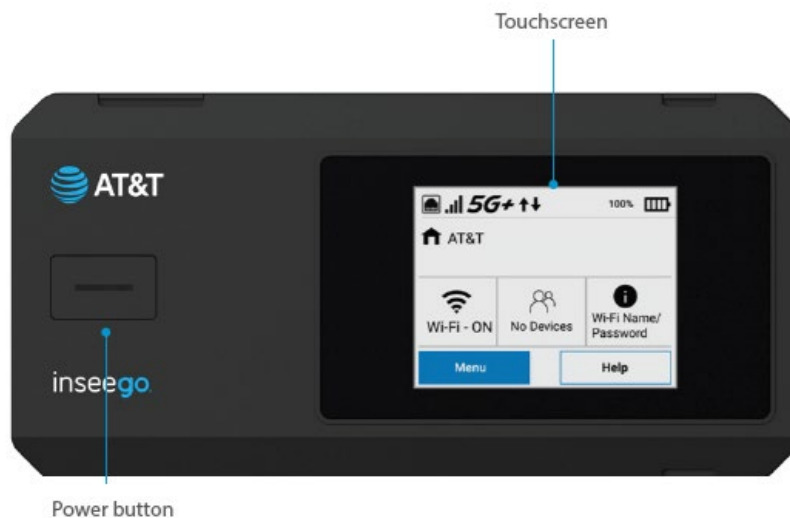 Touchscreen
AT&T
5G+
100%
AT&T
Wi-Fi - ON
No Devices
Wi-Fi Name/
Password
Menu
Help
inseego.
Power button